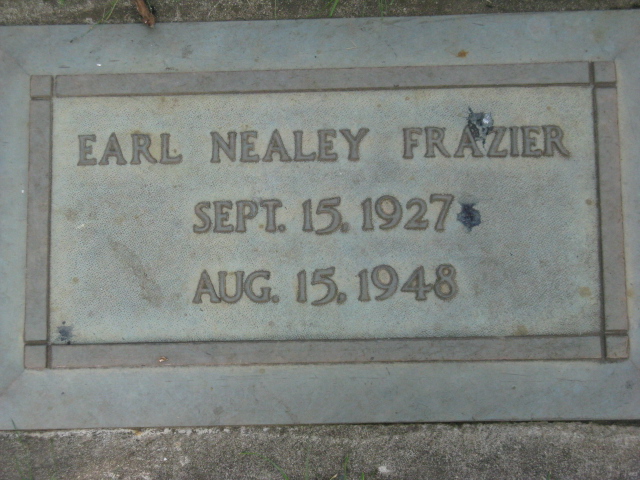 EARL NEALEY FRAZIER
SEPT. 15. 1927
AUG. 15. 1948